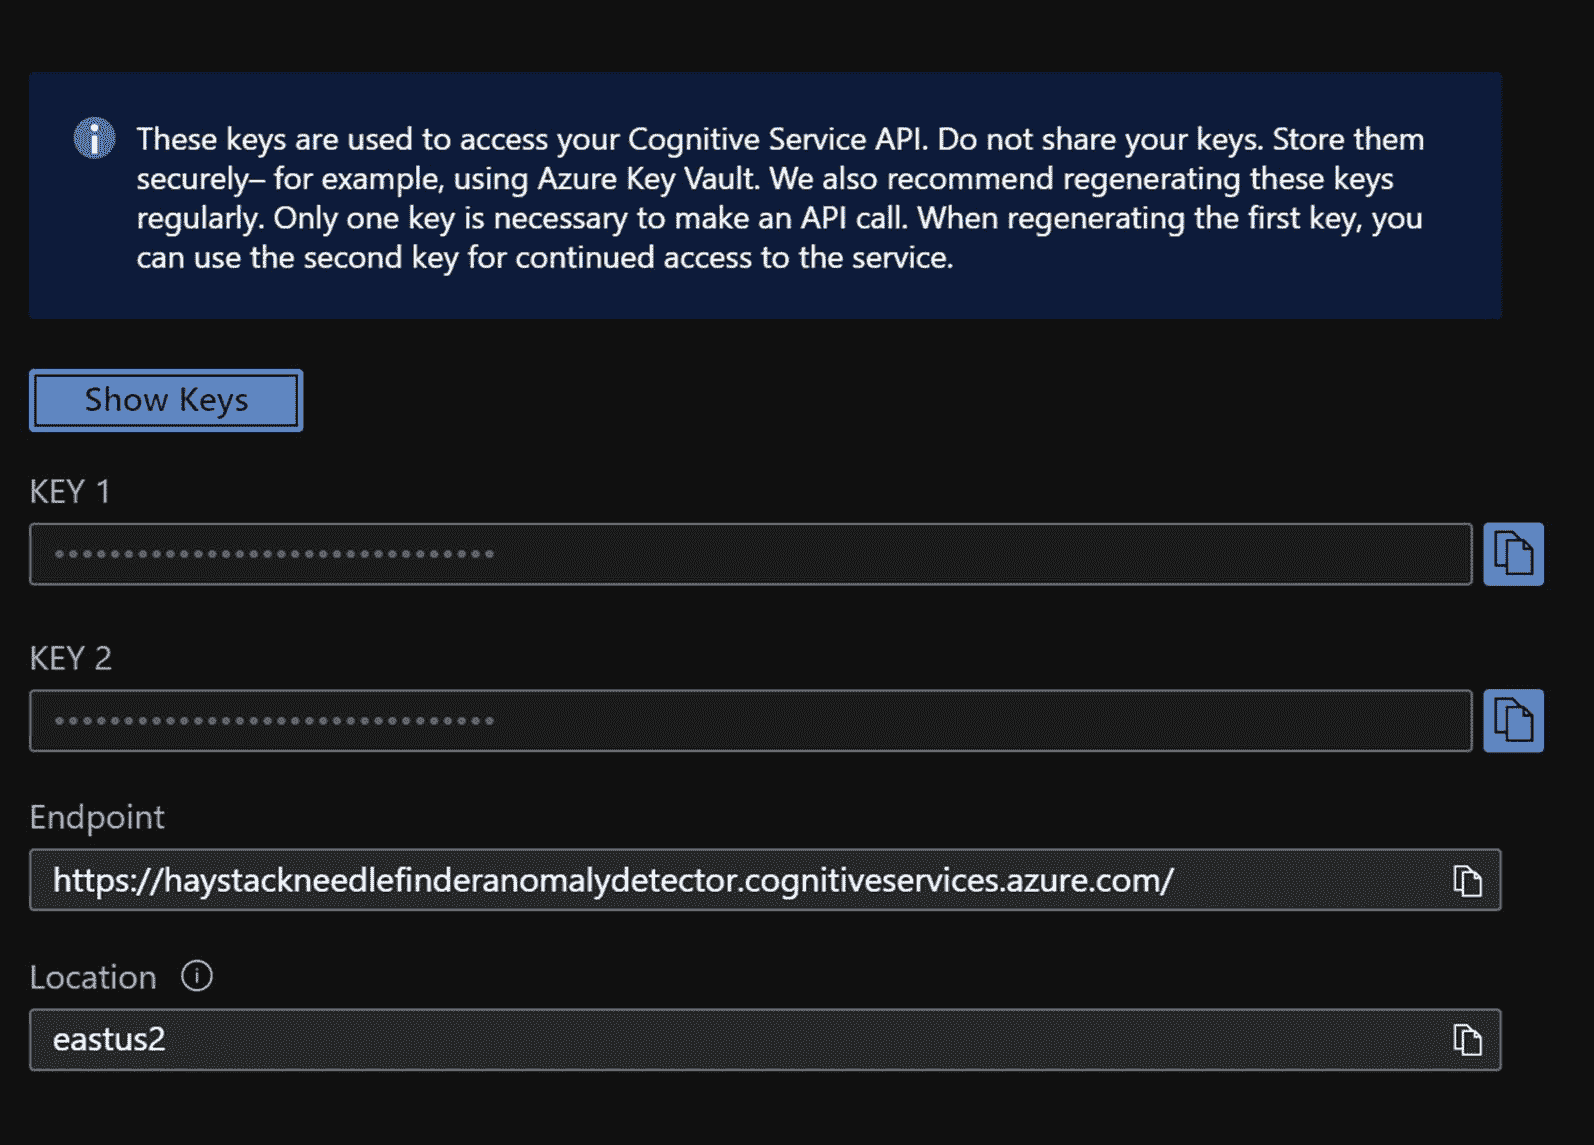 These keys are used to access your Cognitive Service API. Do not share your keys. Store them
securely– for example, using Azure Key Vault. We also recommend regenerating these keys
regularly. Only one key is necessary to make an API call. When regenerating the first key, you
can use the second key for continued access to the service.
Show Keys
KEY 1
••••••••••••••••••••••••••••••••
KEY 2
••••••••••••••••••••••••••••••••
Endpoint
https://haystackneedlefinderanomalydetector.cognitiveservices.azure.com/
Location
eastus2